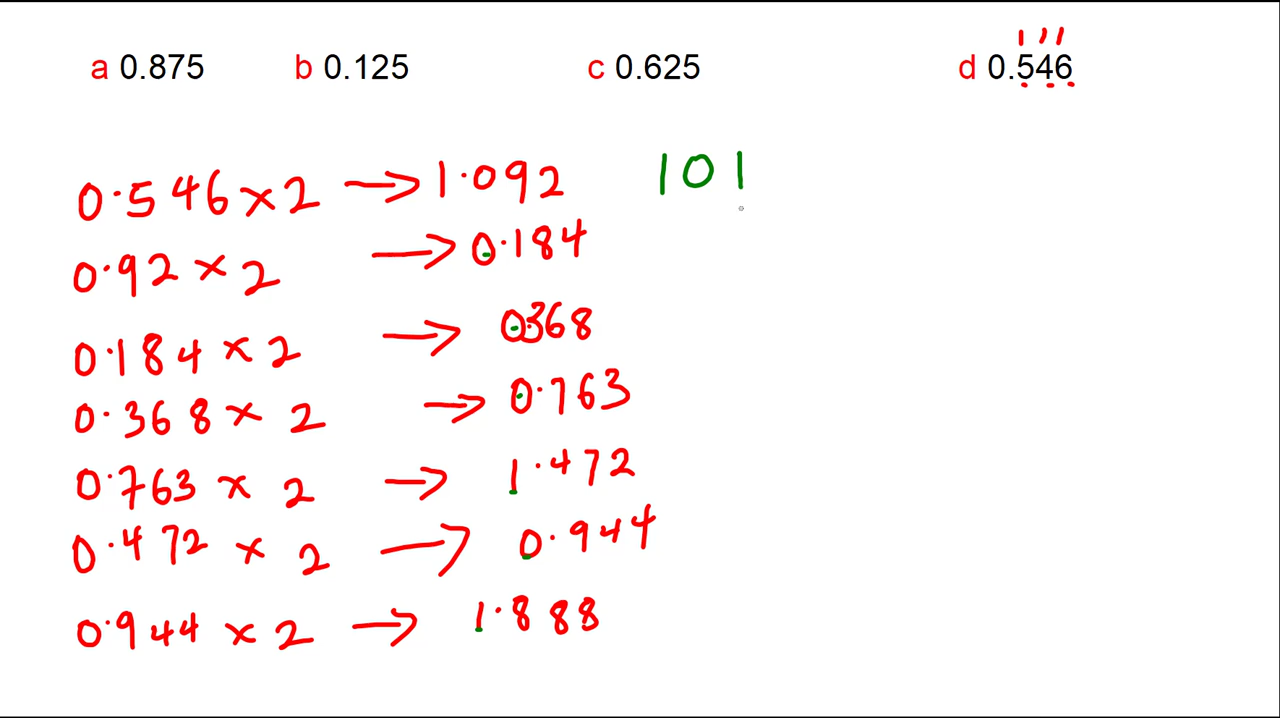 a 0.875 b 0.125 c 0.625 d 0.546
0.546 x 2 → 1.092 101
0.92 x 2 → 0.184
0.184 x 2 → 0.368
0.368 x 2 → 0.763
0.763 x 2 → 1.472
0.472 x 2 → 0.944
0.944 x 2 → 1.888